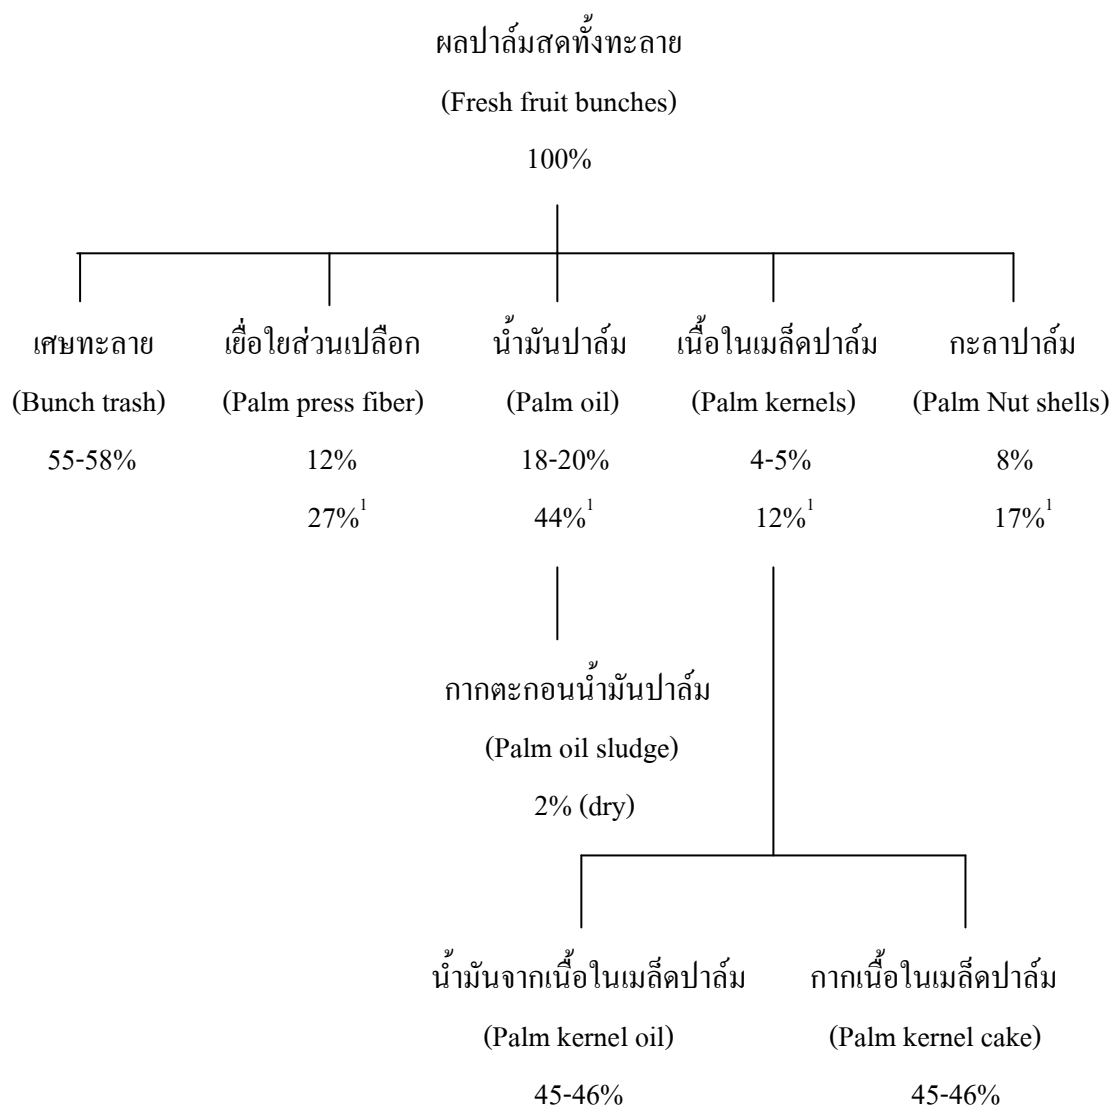 ผลปาล์มสดทั้งทะลาย
(Fresh fruit bunches)
100%
เศษทะลาย
(Bunch trash)
55-58%
เยื่อใยส่วนเปลือก
(Palm press fiber)
12%
27%¹
น้ำมันปาล์ม
(Palm oil)
18-20%
44%¹
เนื้อในเมล็ดปาล์ม
(Palm kernels)
4-5%
12%¹
กะลาปาล์ม
(Palm Nut shells)
8%
17%¹
กากตะกอนน้ำมันปาล์ม
(Palm oil sludge)
2% (dry)
น้ำมันจากเนื้อในเมล็ดปาล์ม
(Palm kernel oil)
45-46%
กากเนื้อในเมล็ดปาล์ม
(Palm kernel cake)
45-46%